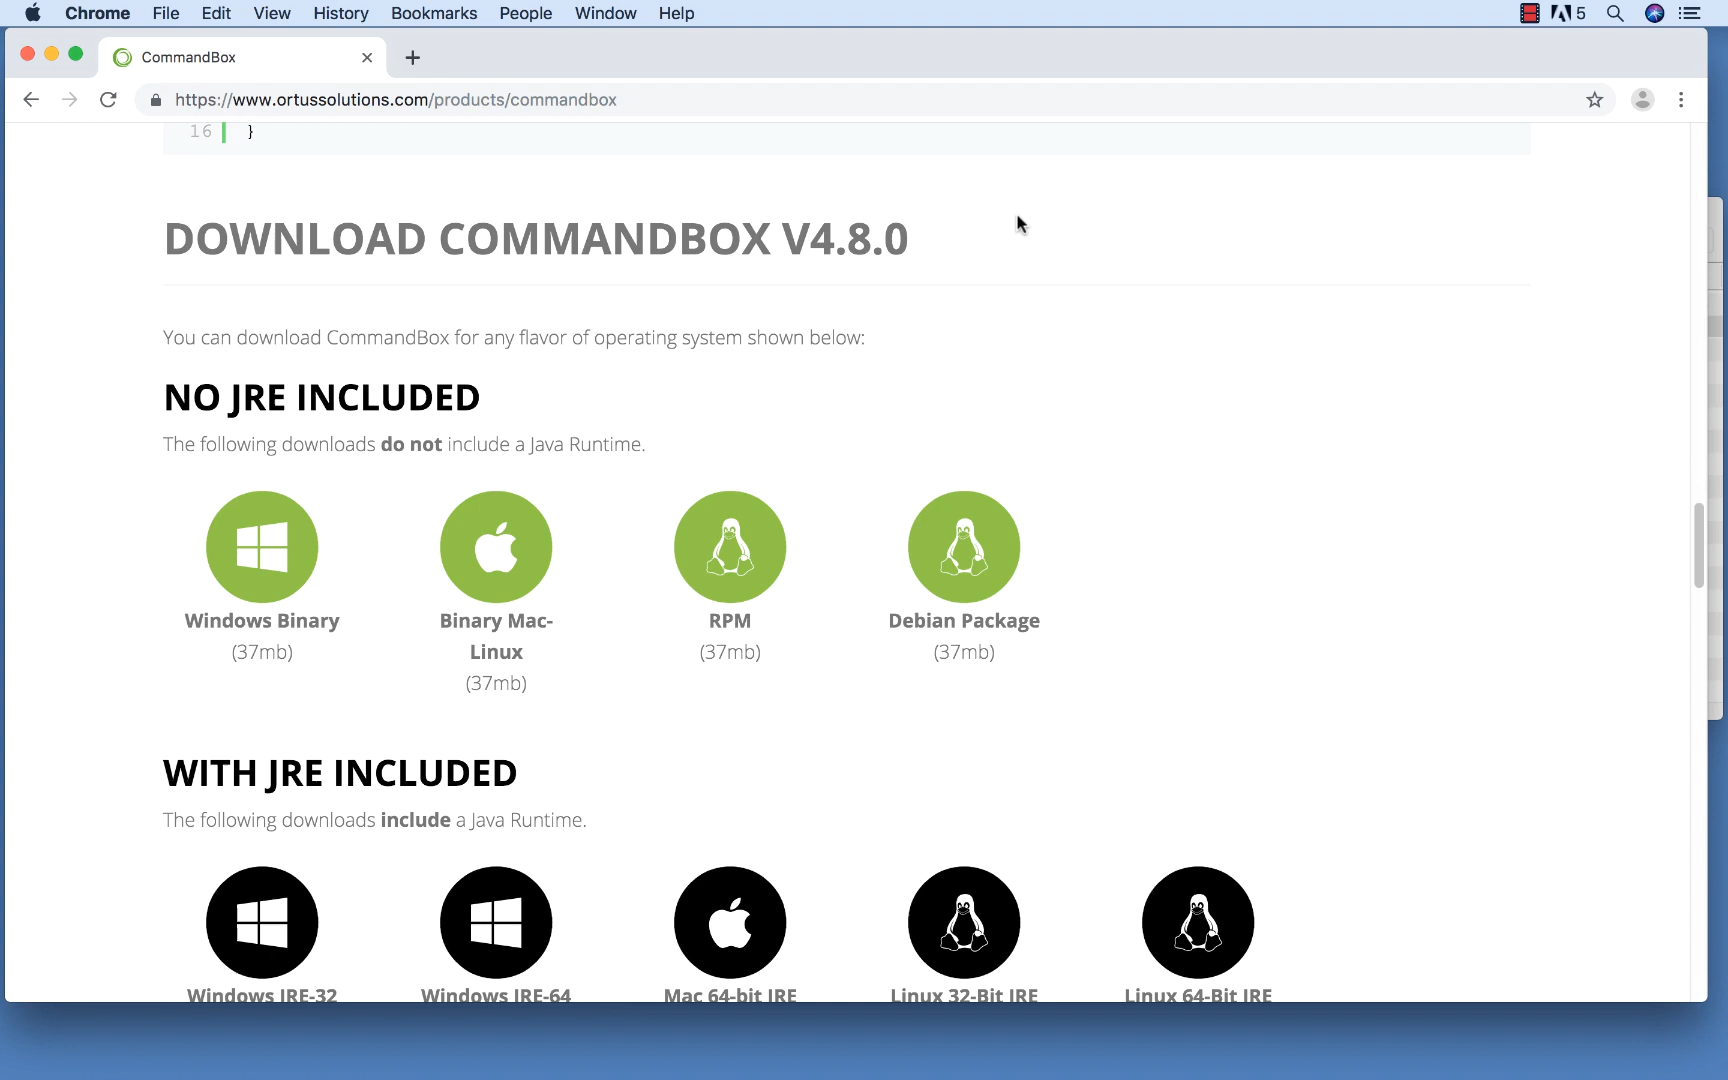 Chrome File Edit View History Bookmarks People Window Help 5
CommandBox
https://www.ortussolutions.com/products/commandbox
16 }
DOWNLOAD COMMANDBOX V4.8.0
You can download CommandBox for any flavor of operating system shown below:
NO JRE INCLUDED
The following downloads do not include a Java Runtime.
Windows Binary
(37mb)
Binary Mac-
Linux
(37mb)
RPM
(37mb)
Debian Package
(37mb)
WITH JRE INCLUDED
The following downloads include a Java Runtime.
Windows JRE-32
Windows JRE-64
Mac 64-bit JRE
Linux 32-Bit JRE
Linux 64-Bit JRE